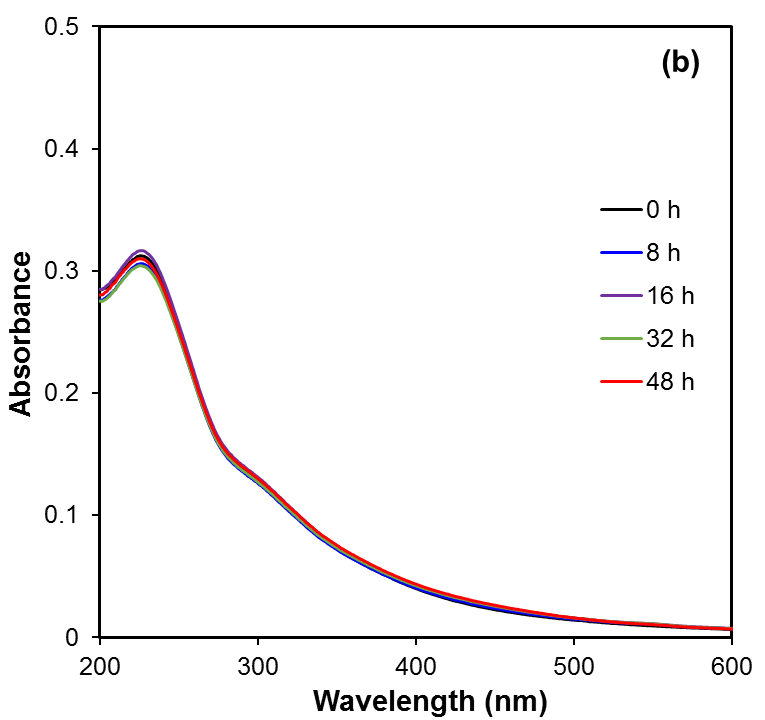 (b)
0.5
0.4
0.3
0.2
0.1
0
Absorbance
0 h
8 h
16 h
32 h
48 h
200 300 400 500 600
Wavelength (nm)